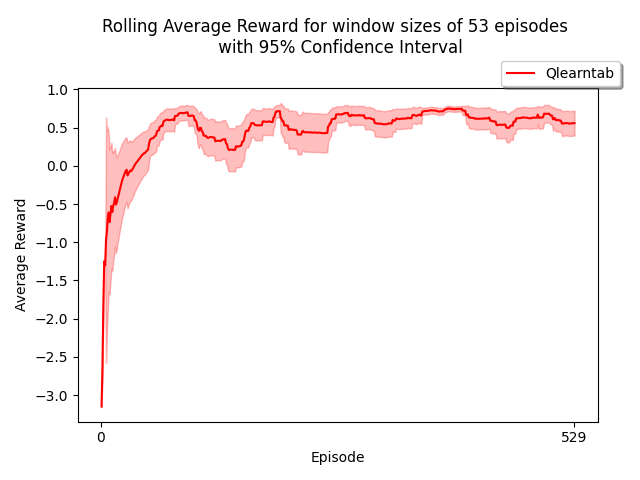 Rolling Average Reward for window sizes of 53 episodes
with 95% Confidence Interval
Qlearntab
1.0
0.5
0.0
−0.5
−1.0
−1.5
−2.0
−2.5
−3.0
Average Reward
0
529
Episode